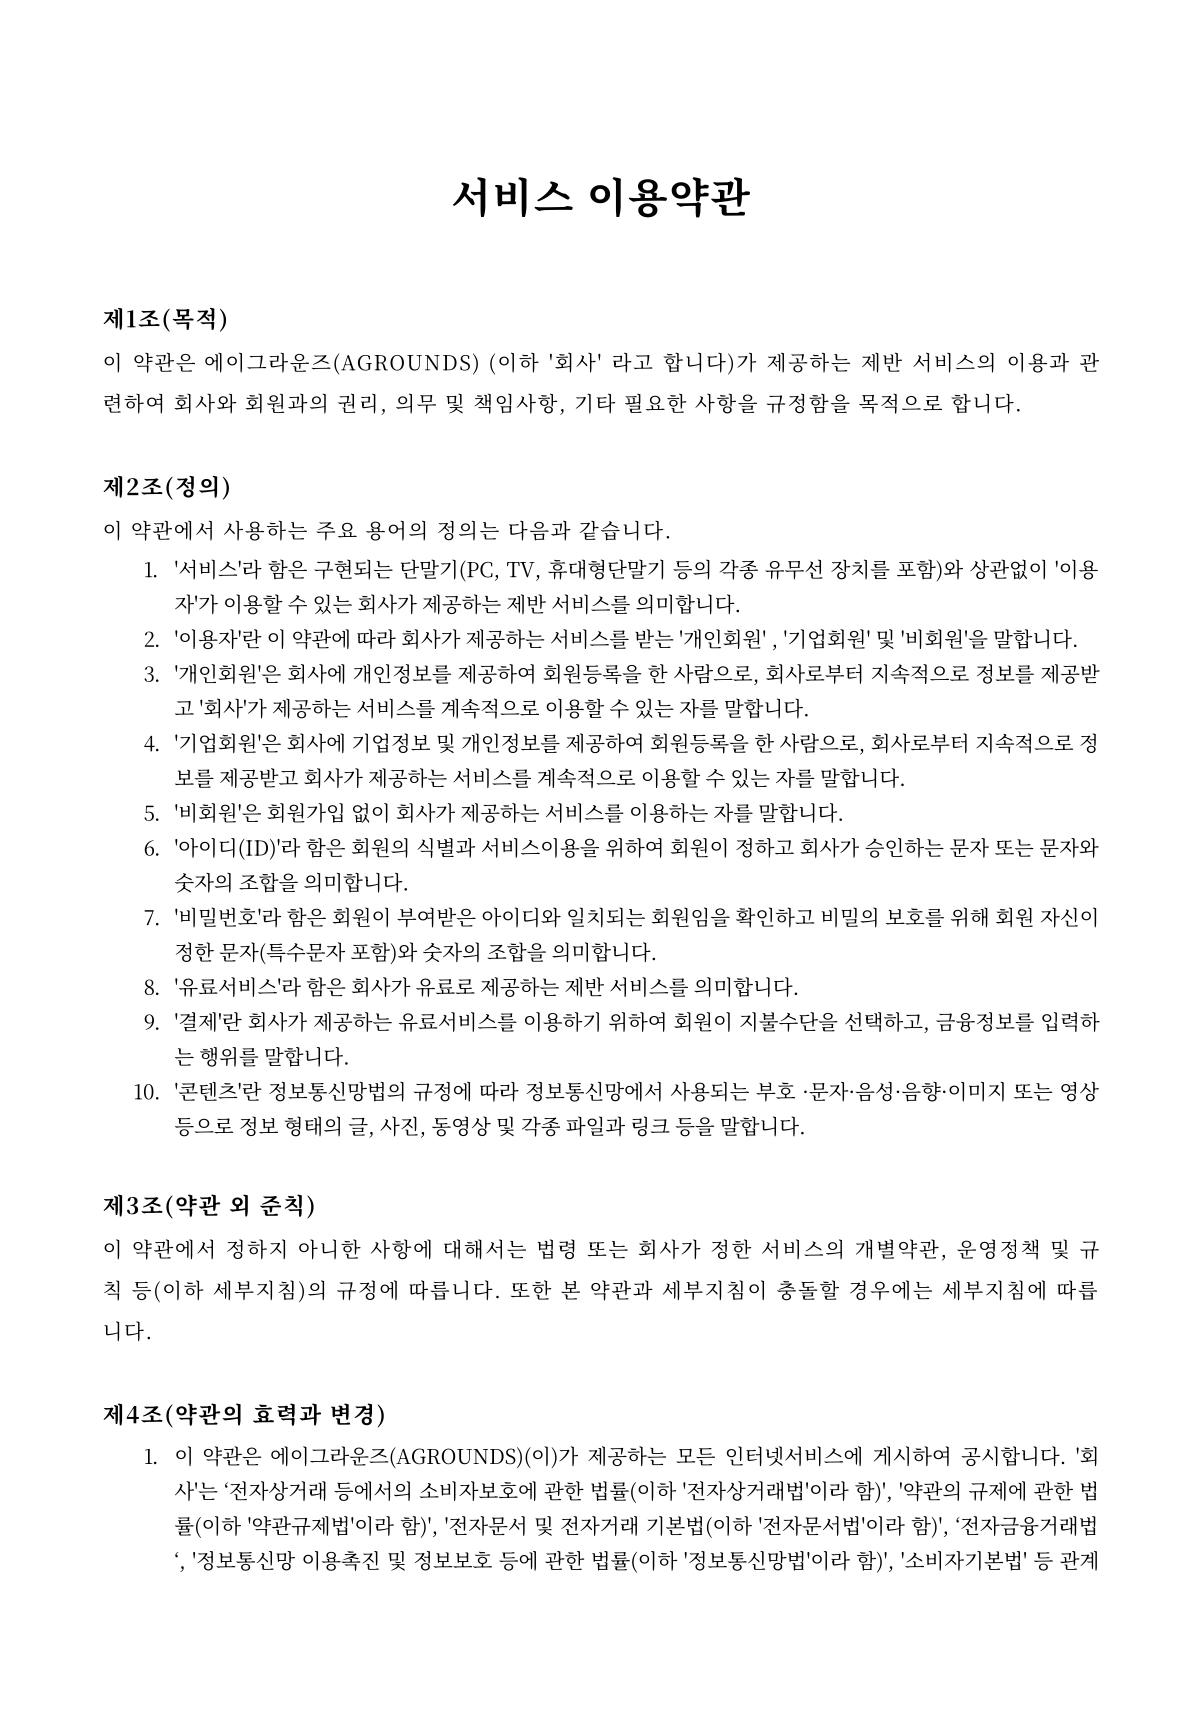 서비스 이용약관
제1조(목적)
이 약관은 에이그라운즈(AGROUNDS) (이하 '회사' 라고 합니다)가 제공하는 제반 서비스의 이용과 관
련하여 회사와 회원과의 권리, 의무 및 책임사항, 기타 필요한 사항을 규정함을 목적으로 합니다.
제2조(정의)
이 약관에서 사용하는 주요 용어의 정의는 다음과 같습니다.
1. '서비스'라 함은 구현되는 단말기(PC, TV, 휴대형단말기 등의 각종 유무선 장치를 포함)와 상관없이 '이용
자'가 이용할 수 있는 회사가 제공하는 제반 서비스를 의미합니다.
2. '이용자'란 이 약관에 따라 회사가 제공하는 서비스를 받는 '개인회원' , '기업회원' 및 '비회원'을 말합니다.
3. '개인회원'은 회사에 개인정보를 제공하여 회원등록을 한 사람으로, 회사로부터 지속적으로 정보를 제공받
고 '회사'가 제공하는 서비스를 계속적으로 이용할 수 있는 자를 말합니다.
4. '기업회원'은 회사에 기업정보 및 개인정보를 제공하여 회원등록을 한 사람으로, 회사로부터 지속적으로 정
보를 제공받고 회사가 제공하는 서비스를 계속적으로 이용할 수 있는 자를 말합니다.
5. '비회원'은 회원가입 없이 회사가 제공하는 서비스를 이용하는 자를 말합니다.
6. '아이디(ID)'라 함은 회원의 식별과 서비스이용을 위하여 회원이 정하고 회사가 승인하는 문자 또는 문자와
숫자의 조합을 의미합니다.
7. '비밀번호'라 함은 회원이 부여받은 아이디와 일치되는 회원임을 확인하고 비밀의 보호를 위해 회원 자신이
정한 문자(특수문자 포함)와 숫자의 조합을 의미합니다.
8. '유료서비스'라 함은 회사가 유료로 제공하는 제반 서비스를 의미합니다.
9. '결제'란 회사가 제공하는 유료서비스를 이용하기 위하여 회원이 지불수단을 선택하고, 금융정보를 입력하
는 행위를 말합니다.
10. '콘텐츠'란 정보통신망법의 규정에 따라 정보통신망에서 사용되는 부호 ·문자·음성·음향·이미지 또는 영상
등으로 정보 형태의 글, 사진, 동영상 및 각종 파일과 링크 등을 말합니다.
제3조(약관 외 준칙)
이 약관에서 정하지 아니한 사항에 대해서는 법령 또는 회사가 정한 서비스의 개별약관, 운영정책 및 규
칙 등(이하 세부지침)의 규정에 따릅니다. 또한 본 약관과 세부지침이 충돌할 경우에는 세부지침에 따릅
니다.
제4조(약관의 효력과 변경)
1. 이 약관은 에이그라운즈(AGROUNDS)(이)가 제공하는 모든 인터넷서비스에 게시하여 공시합니다. '회
사'는 ‘전자상거래 등에서의 소비자보호에 관한 법률(이하 '전자상거래법'이라 함)', '약관의 규제에 관한 법
률(이하 '약관규제법'이라 함)', '전자문서 및 전자거래 기본법(이하 '전자문서법'이라 함)', ‘전자금융거래법
‘, '정보통신망 이용촉진 및 정보보호 등에 관한 법률(이하 '정보통신망법'이라 함)', '소비자기본법' 등 관계